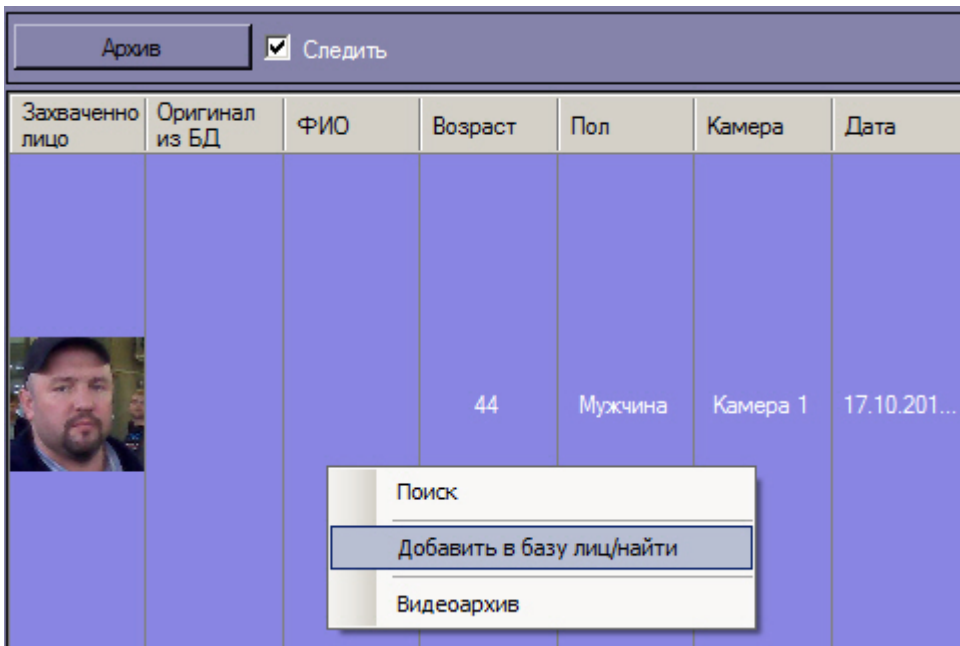 Архив
Следить
Захваченно
лицо
Оригинал
из БД
ФИО
Возраст
Пол
Камера
Дата
44
Мужчина
Камера 1
17.10.201...
Поиск
Добавить в базу лиц/найти
Видеоархив